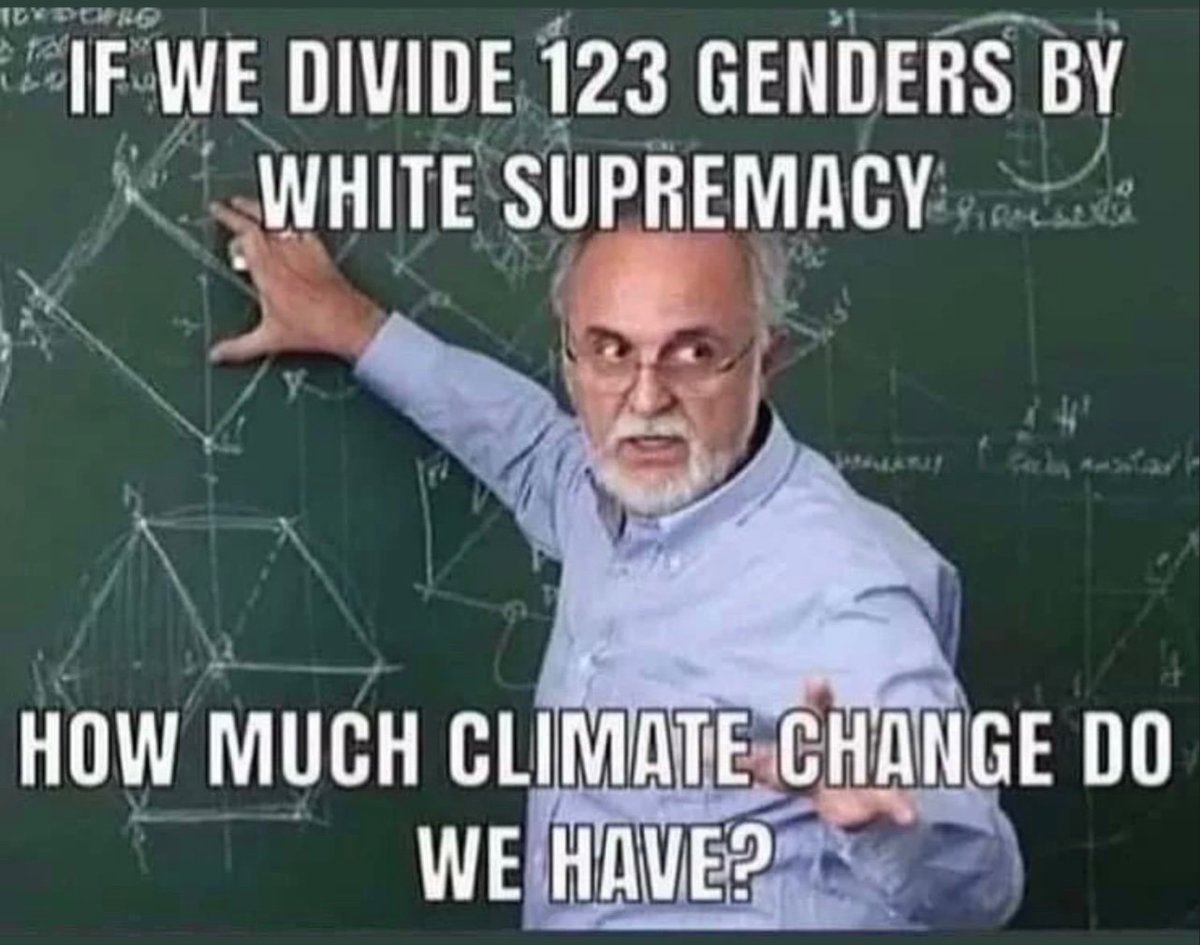 IF WE DIVIDE 123 GENDERS BY
WHITE SUPREMACY
HOW MUCH CLIMATE CHANGE DO
WE HAVE?